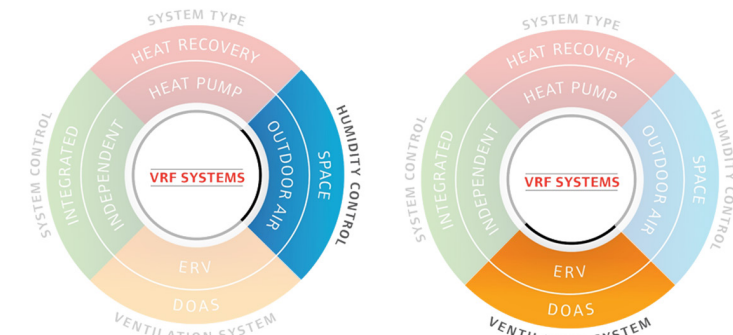 SYSTEM TYPE
HEAT RECOVERY
HEAT PUMP
SYSTEM CONTROL
INTEGRATED
INDEPENDENT
VRF SYSTEMS
OUTDOOR AIR
SPACE
HUMIDITY CONTROL
ERV
DOAS
VENTILATION SYSTEM
SYSTEM TYPE
HEAT RECOVERY
HEAT PUMP
SYSTEM CONTROL
INTEGRATED
INDEPENDENT
VRF SYSTEMS
OUTDOOR AIR
SPACE
HUMIDITY CONTROL
ERV
DOAS
SYSTEM